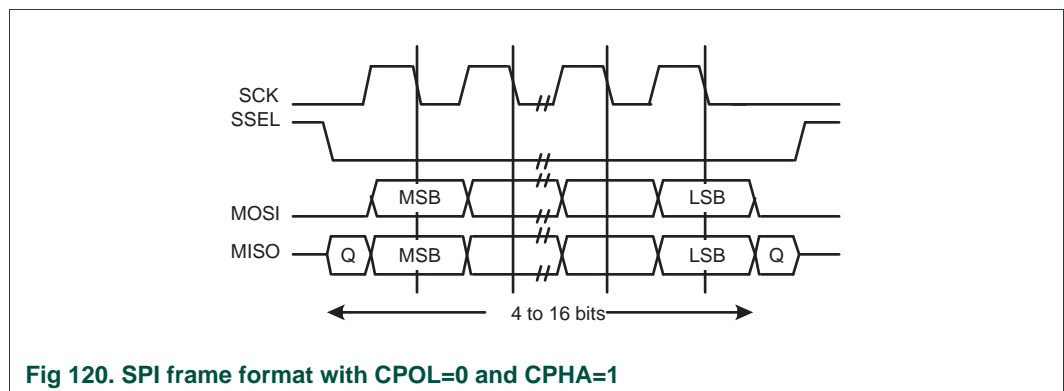 SCK
SSEL
MOSI
MSB
LSB
MISO
Q
MSB
LSB
Q
4 to 16 bits
Fig 120. SPI frame format with CPOL=0 and CPHA=1